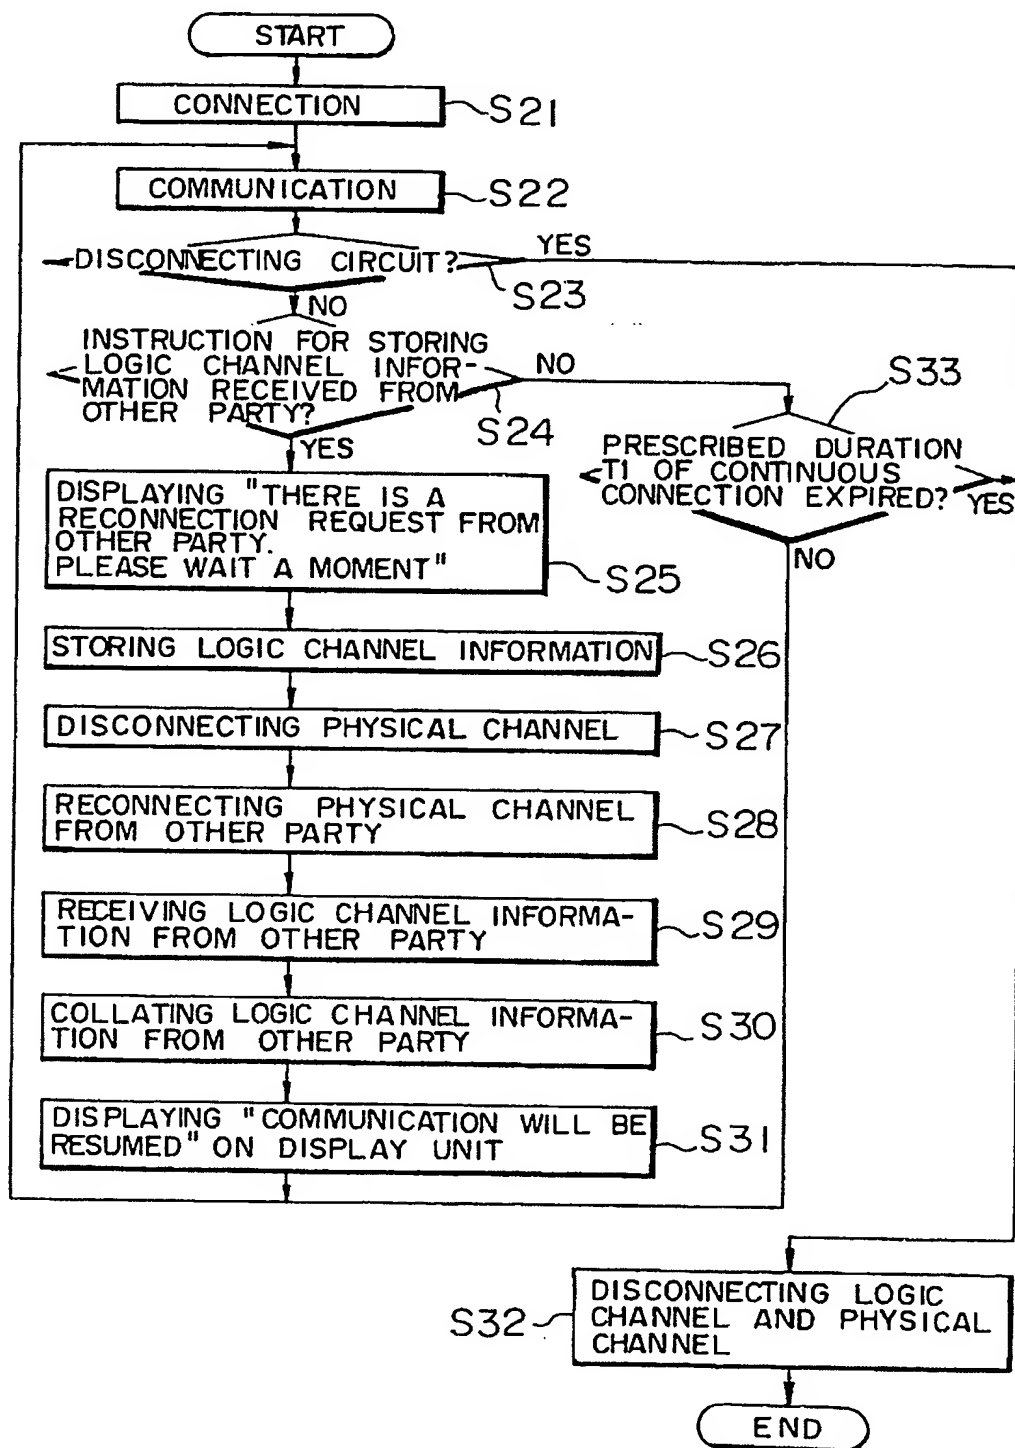 START
CONNECTION
S21
COMMUNICATION
S22
DISCONNECTING CIRCUIT?
YES
S23
NO
INSTRUCTION FOR STORING
LOGIC CHANNEL INFOR-
MATION RECEIVED FROM
OTHER PARTY?
NO
S24
YES
S33
PRESCRIBED DURATION
T1 OF CONTINUOUS
CONNECTION EXPIRED?
YES
NO
DISPLAYING "THERE IS A
RECONNECTION REQUEST FROM
OTHER PARTY.
PLEASE WAIT A MOMENT"
S25
STORING LOGIC CHANNEL INFORMATION
S26
DISCONNECTING PHYSICAL CHANNEL
S27
RECONNECTING PHYSICAL CHANNEL
FROM OTHER PARTY
S28
RECEIVING LOGIC CHANNEL INFORMA-
TION FROM OTHER PARTY
S29
COLLATING LOGIC CHANNEL INFORMA-
TION FROM OTHER PARTY
S30
DISPLAYING "COMMUNICATION WILL BE
RESUMED" ON DISPLAY UNIT
S31
S32
DISCONNECTING LOGIC
CHANNEL AND PHYSICAL
CHANNEL
END